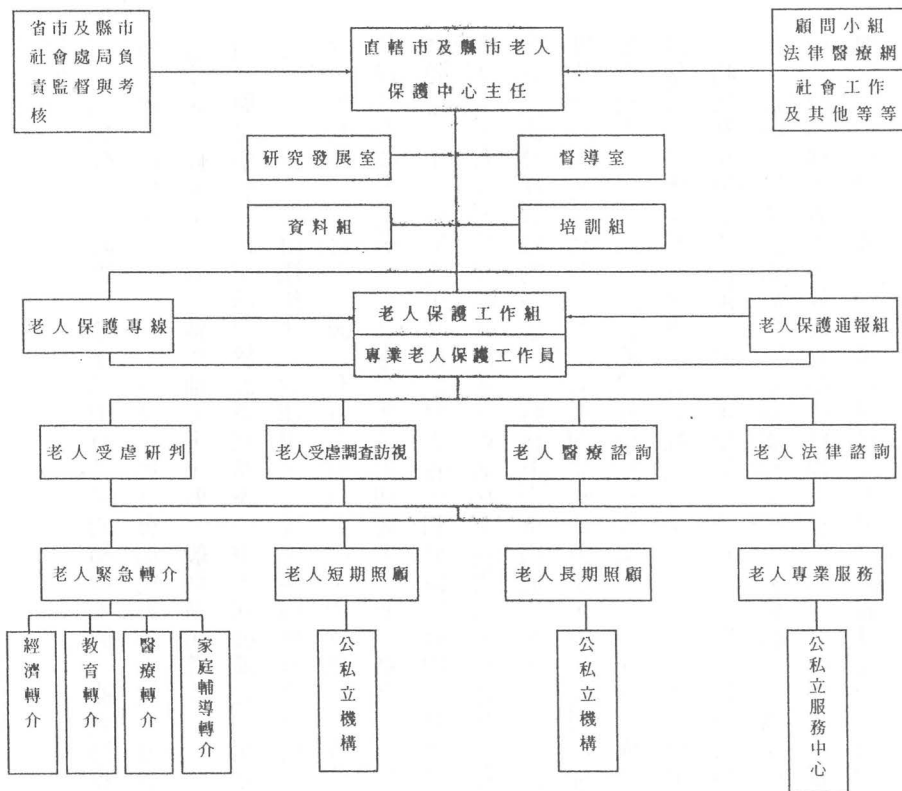 省市及縣市
社會處局負
責監督與考
核
直轄市及縣市老人
保護中心主任
顧問小組
法律醫療網
社會工作
及其他等等
研究發展室
督導室
資料組
培訓組
老人保護專線
老人保護工作組
專業老人保護工作員
老人保護通報組
老人受虐研判
老人受虐調查訪視
老人醫療諮詢
老人法律諮詢
老人緊急轉介
老人短期照顧
老人長期照顧
老人專業服務
經濟轉介
教育轉介
醫療轉介
家庭輔導轉介
公私立機構
公私立機構
公私立服務中心